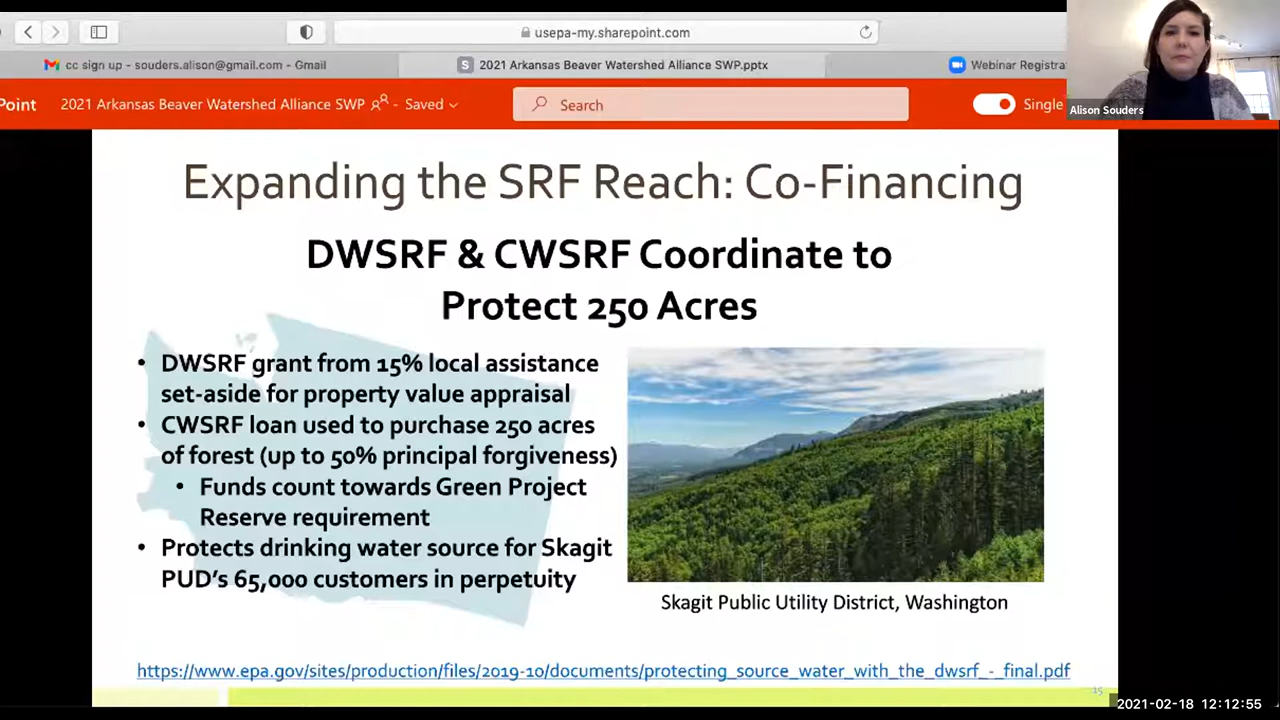 usepa-my.sharepoint.com
cc sign up - souders.alison@gmail.com - Gmail
S 2021 Arkansas Beaver Watershed Alliance SWP.pptx
Webinar Registra
Point 2021 Arkansas Beaver Watershed Alliance SWP - Saved
Search
Single
Alison Souders
Expanding the SRF Reach: Co-Financing
DWSRF & CWSRF Coordinate to
Protect 250 Acres
• DWSRF grant from 15% local assistance
set-aside for property value appraisal
• CWSRF loan used to purchase 250 acres
of forest (up to 50% principal forgiveness)
• Funds count towards Green Project
Reserve requirement
• Protects drinking water source for Skagit
PUD's 65,000 customers in perpetuity
Skagit Public Utility District, Washington
https://www.epa.gov/sites/production/files/2019-10/documents/protecting_source_water_with_the_dwsrf_-_final.pdf
15
2021-02-18 12:12:55